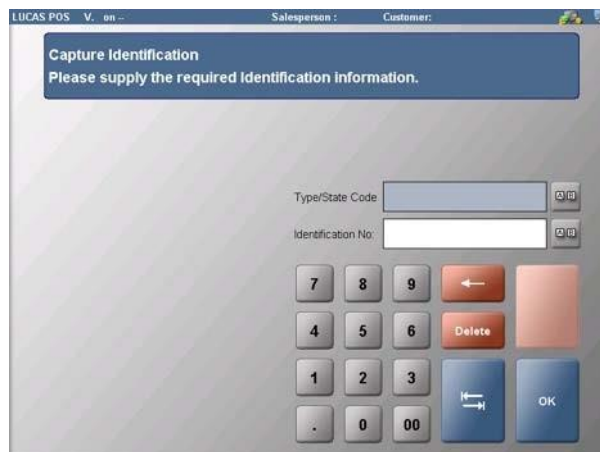 LUCAS POS V. on -- Salesperson : Customer:
Capture Identification
Please supply the required Identification information.
Type/State Code
Identification No:
7 8 9
4 5 6 Delete
1 2 3
OK
. 0 00